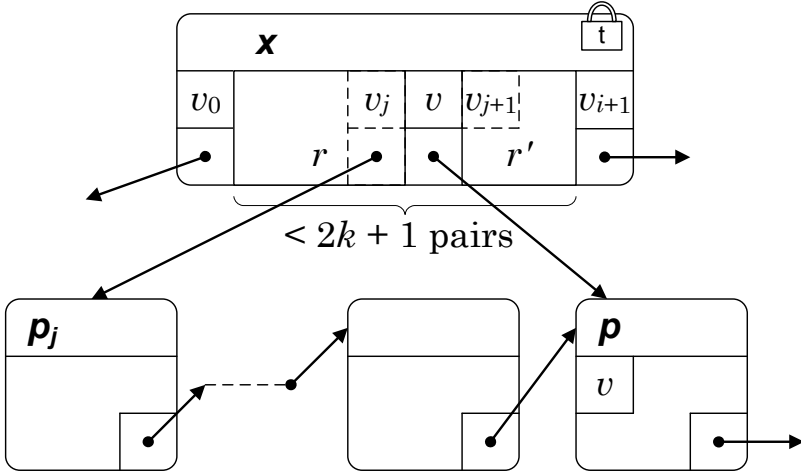 x t
v₀ vⱼ v vⱼ₊₁ vᵢ₊₁
r r′
< 2k + 1 pairs
pⱼ p
v